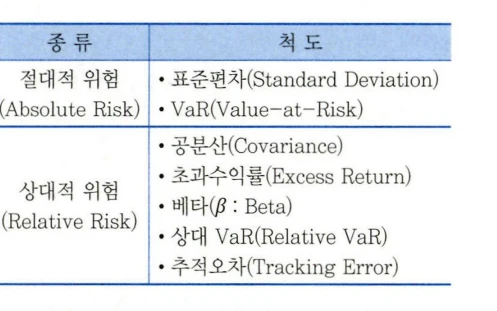 종 류 척 도
절대적 위험
(Absolute Risk)
• 표준편차(Standard Deviation)
• VaR(Value-at-Risk)
상대적 위험
(Relative Risk)
• 공분산(Covariance)
• 초과수익률(Excess Return)
• 베타(β : Beta)
• 상대 VaR(Relative VaR)
• 추적오차(Tracking Error)